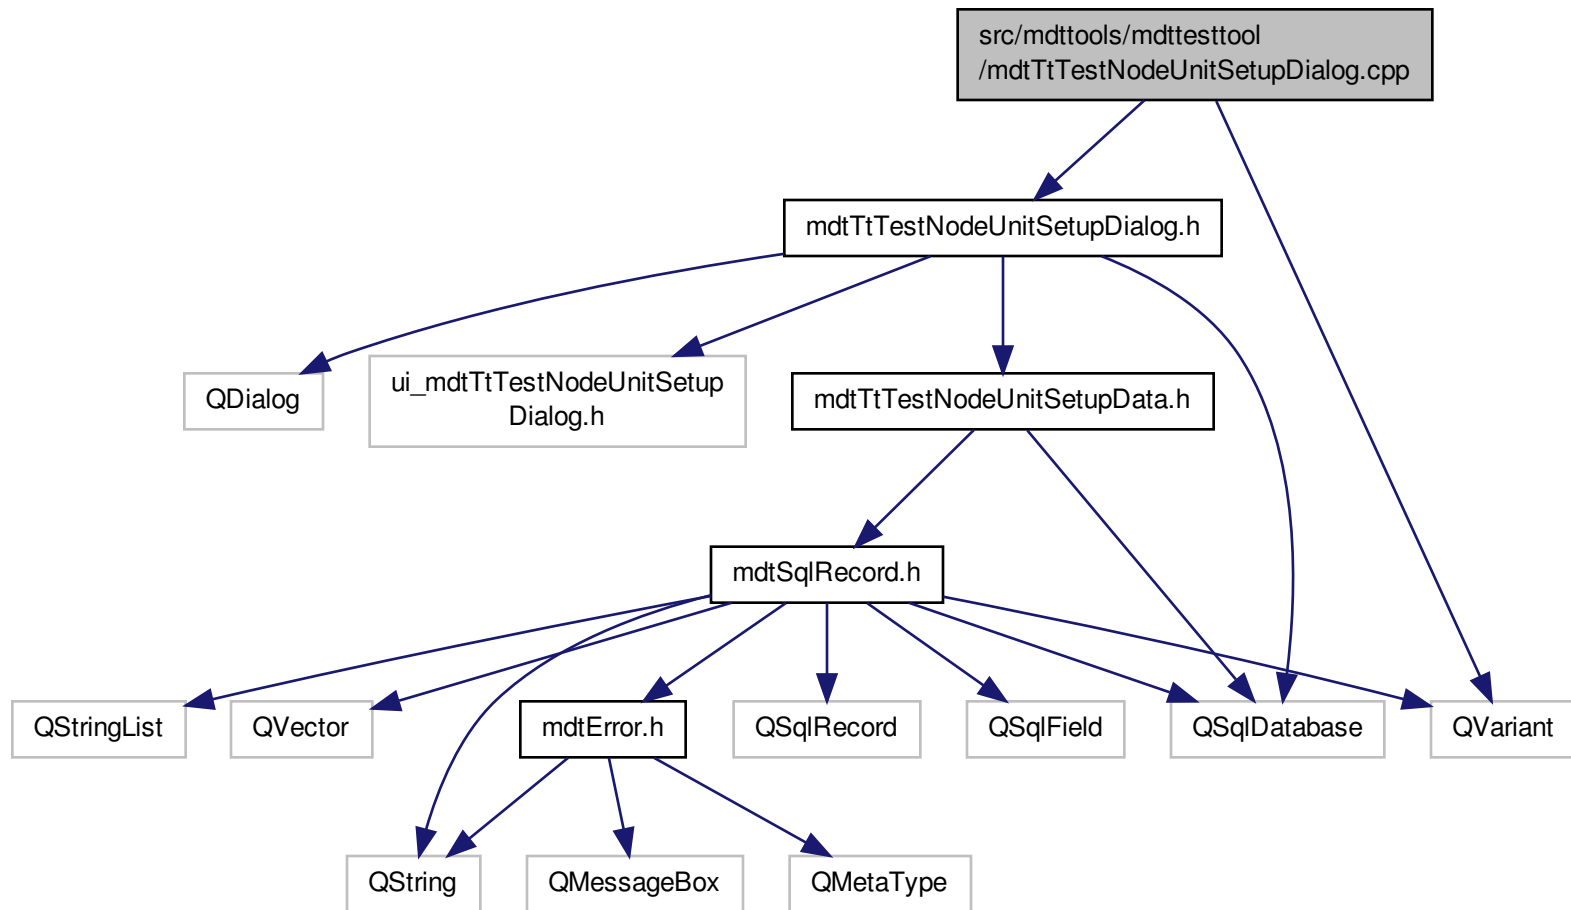 src/mdttools/mdttesttool
/mdtTtTestNodeUnitSetupDialog.cpp
mdtTtTestNodeUnitSetupDialog.h
QDialog
ui_mdtTtTestNodeUnitSetup
Dialog.h
mdtTtTestNodeUnitSetupData.h
mdtSqlRecord.h
QStringList
QVector
mdtError.h
QSqlRecord
QSqlField
QSqlDatabase
QVariant
QString
QMessageBox
QMetaType